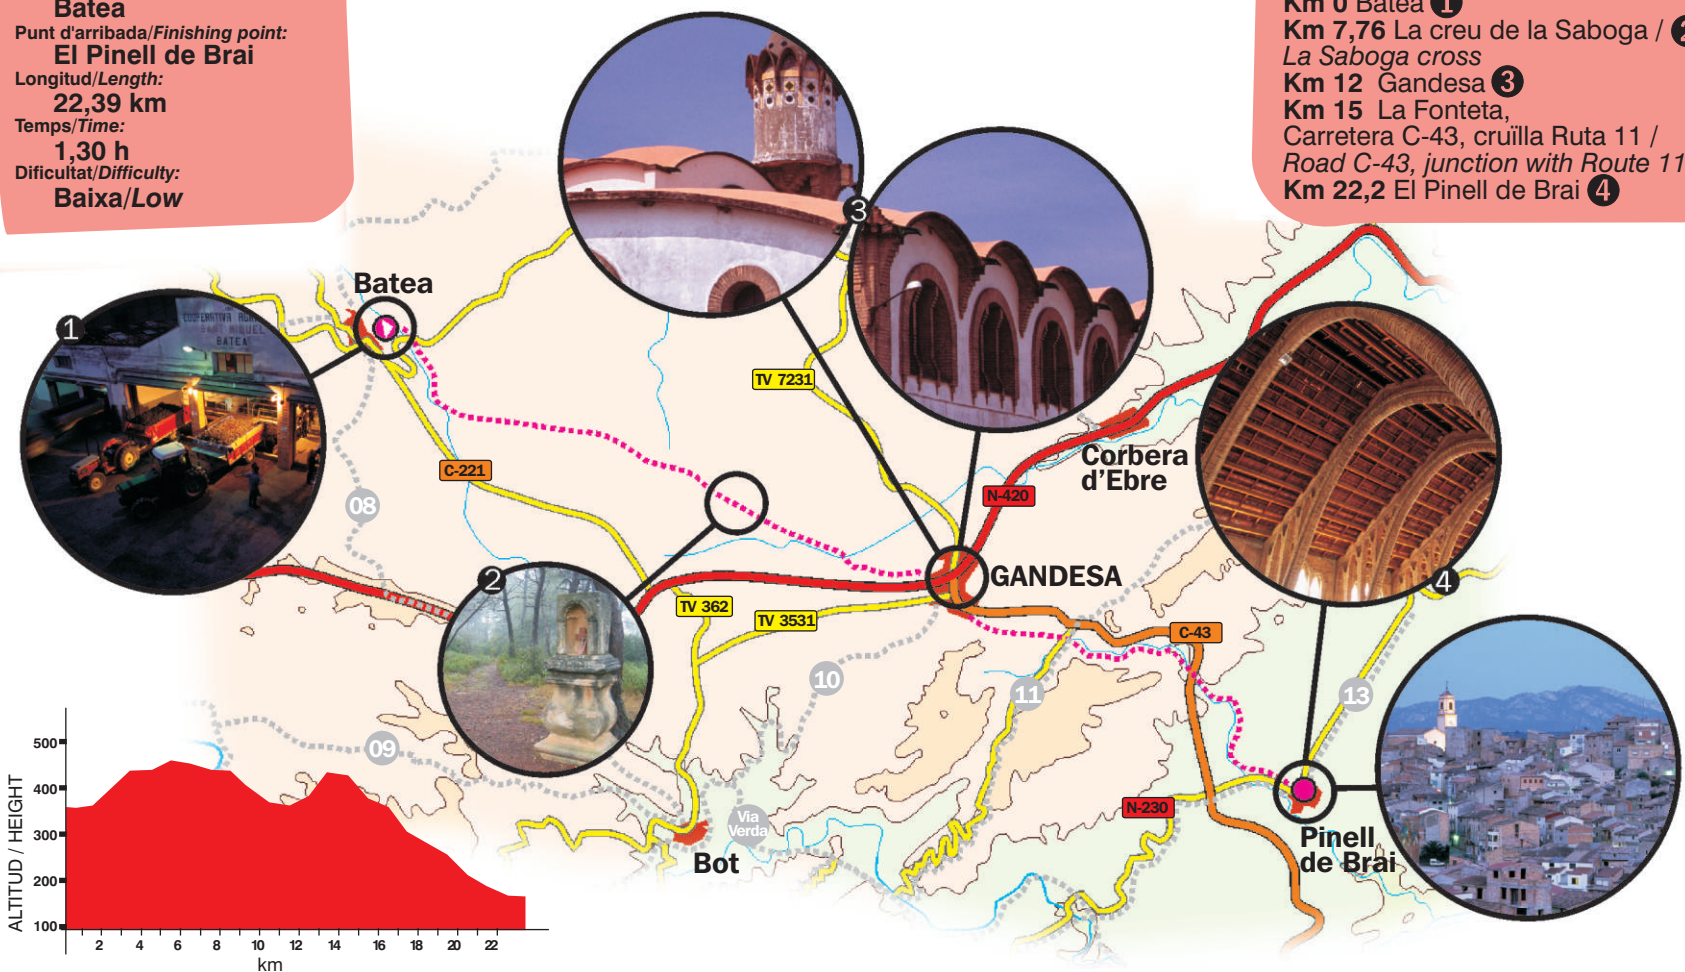 Batea
Punt d'arribada/Finishing point:
El Pinell de Brai
Longitud/Length:
22,39 km
Temps/Time:
1,30 h
Dificultat/Difficulty:
Baixa/Low
Km 0 Batea 1
Km 7,76 La creu de la Saboga / 2
La Saboga cross
Km 12 Gandesa 3
Km 15 La Fonteta,
Carretera C-43, cruïlla Ruta 11 /
Road C-43, junction with Route 11
Km 22,2 El Pinell de Brai 4
3
Batea
1
COOPERATIVA
SANT MIQUEL
BATEA
TV 7231
Corbera
d'Ebre
C-221
N-420
08
2
GANDESA
4
TV 362
TV 3531
C-43
10
11
13
09
Via
Verda
N-230
Bot
Pinell
de Brai
ALTITUD / HEIGHT
500
400
300
200
100
2 4 6 8 10 12 14 16 18 20 22
km